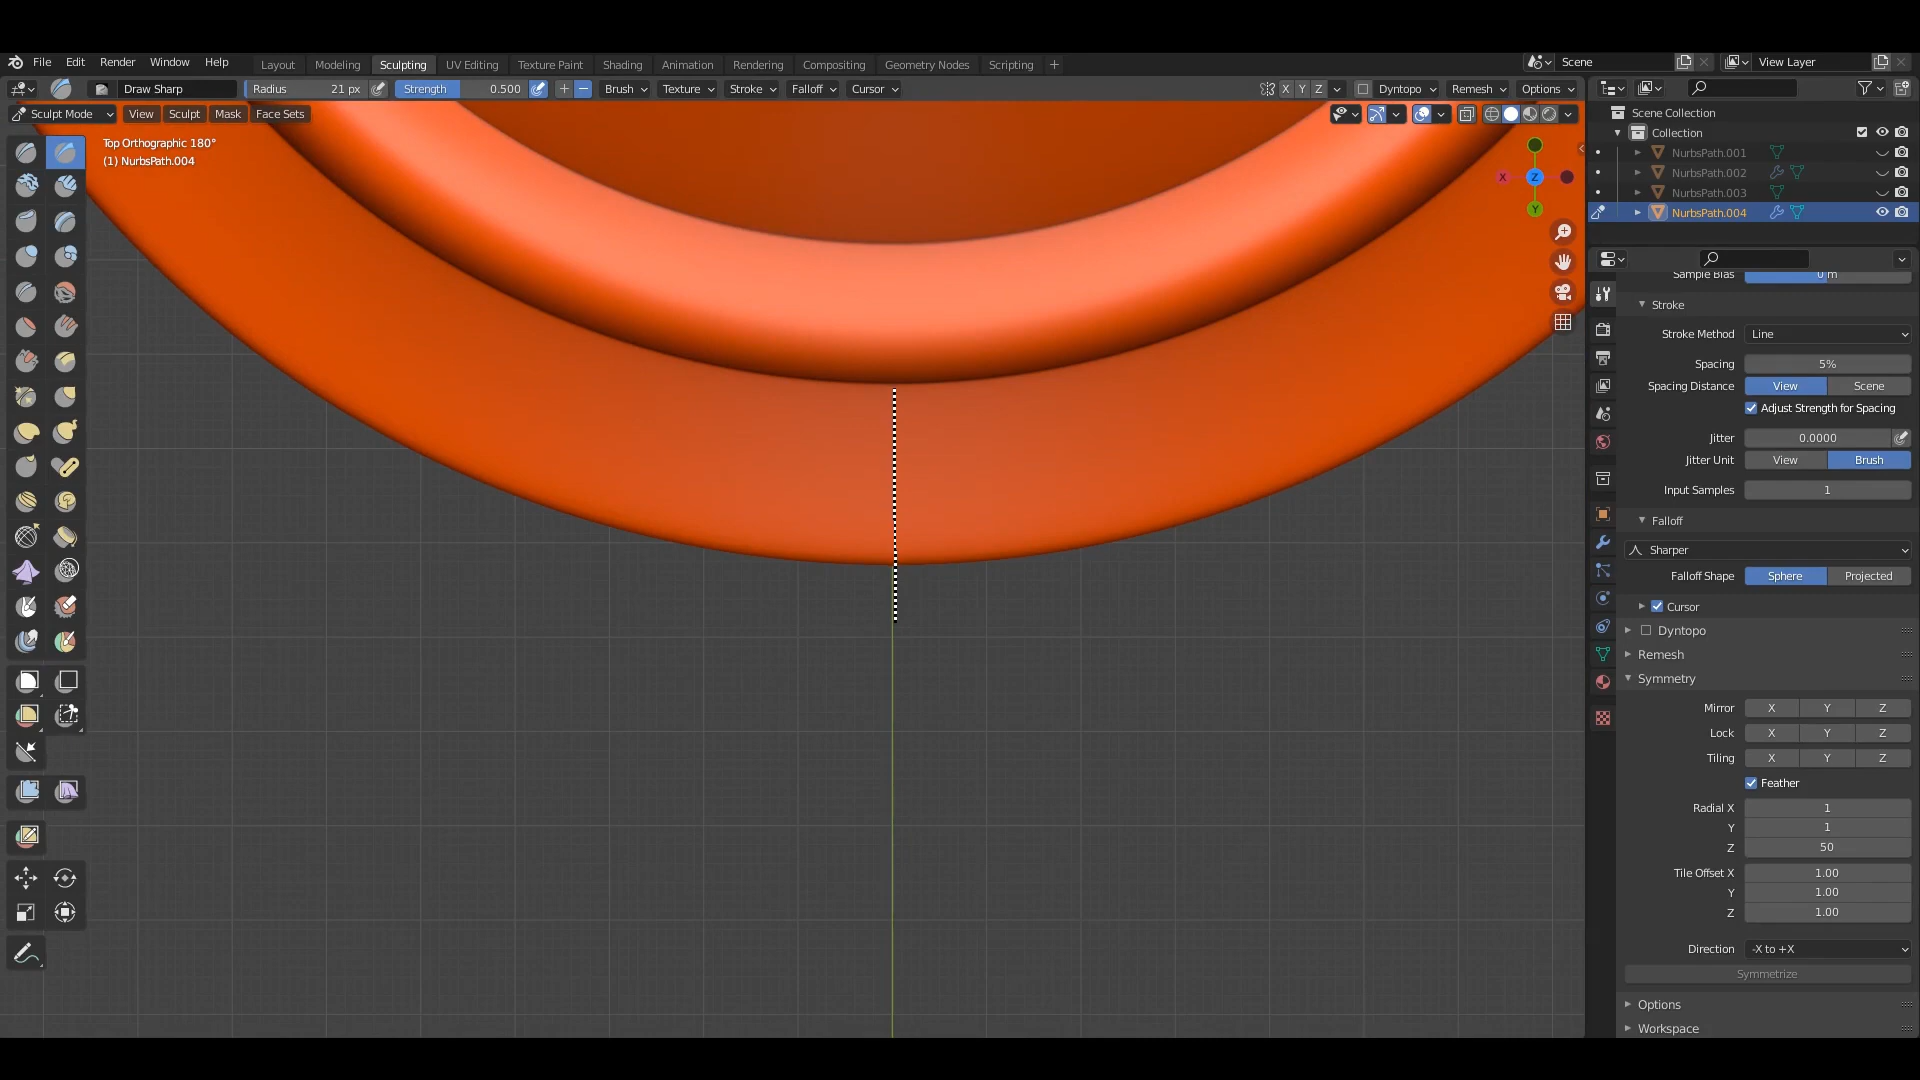 File Edit Render Window Help
Layout Modeling Sculpting UV Editing Texture Paint Shading Animation Rendering Compositing Geometry Nodes Scripting +
Scene View Layer
Draw Sharp Radius 21 px Strength 0.500 Brush Texture Stroke Falloff Cursor X Y Z Dyntopo Remesh Options
Sculpt Mode View Sculpt Mask Face Sets
Top Orthographic 180°
(1) NurbsPath.004
X Z Y
Scene Collection
Collection
NurbsPath.001
NurbsPath.002
NurbsPath.003
NurbsPath.004
Sample Bias 0 m
Stroke
Stroke Method Line
Spacing 5%
Spacing Distance View Scene
Adjust Strength for Spacing
Jitter 0.0000
Jitter Unit View Brush
Input Samples 1
Falloff
Sharper
Falloff Shape Sphere Projected
Cursor
Dyntopo
Remesh
Symmetry
Mirror X Y Z
Lock X Y Z
Tiling X Y Z
Feather
Radial X 1
Y 1
Z 50
Tile Offset X 1.00
Y 1.00
Z 1.00
Direction -X to +X
Symmetrize
Options
Workspace